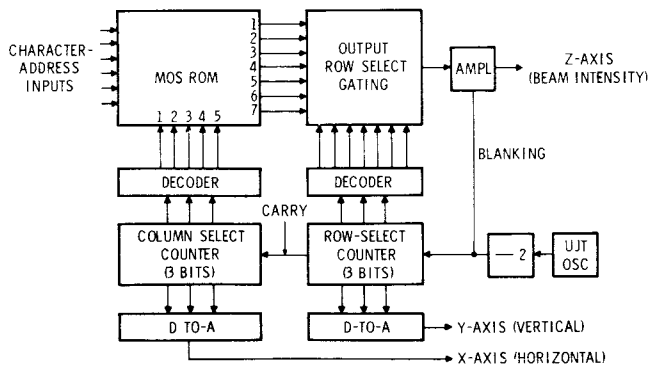 CHARACTER-
ADDRESS
INPUTS
MOS ROM
1
2
3
4
5
6
7
1 2 3 4 5
OUTPUT
ROW SELECT
GATING
AMPL
Z-AXIS
(BEAM INTENSITY)
BLANKING
DECODER
DECODER
CARRY
COLUMN SELECT
COUNTER
(3 BITS)
ROW-SELECT
COUNTER
(3 BITS)
— 2
UJT
OSC
D TO-A
D-TO-A
Y-AXIS (VERTICAL)
X-AXIS (HORIZONTAL)